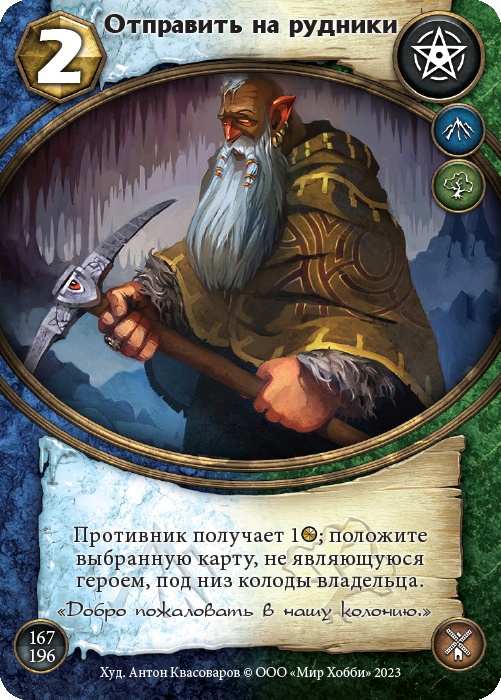 2
Отправить на рудники
Противник получает 1; положите
выбранную карту, не являющуюся
героем, под низ колоды владельца.
«Добро пожаловать в нашу колонию.»
167
196
Худ. Антон Квасоваров © ООО «Мир Хобби» 2023